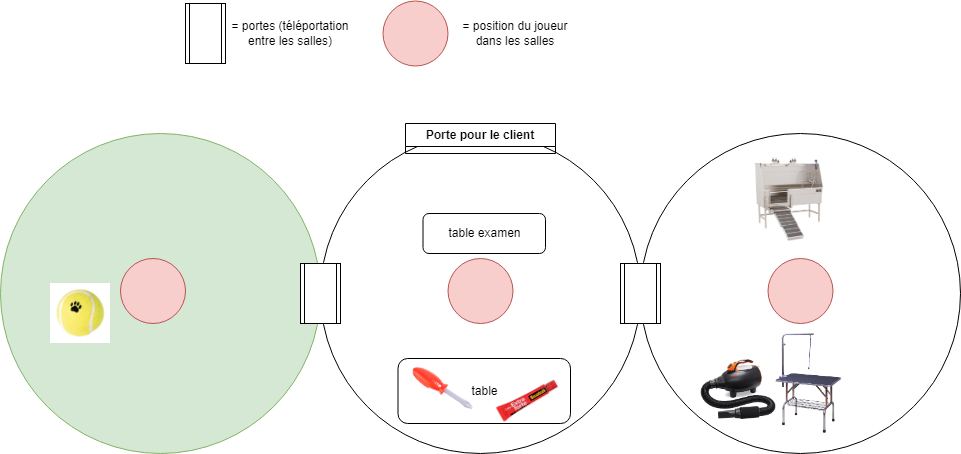 = portes (téléportation
entre les salles)
= position du joueur
dans les salles
Porte pour le client
table examen
table